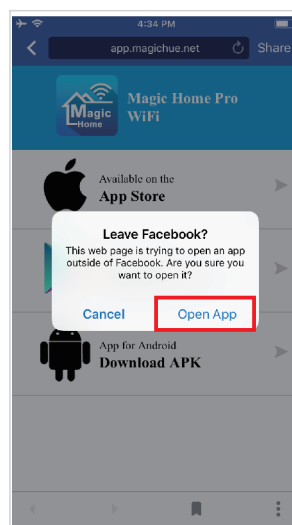 4:34 PM
app.magichue.net
Share
Magic
Home
Magic Home Pro
WiFi
Available on the
App Store
Leave Facebook?
This web page is trying to open an app
outside of Facebook. Are you sure you
want to open it?
Cancel
Open App
App for Android
Download APK